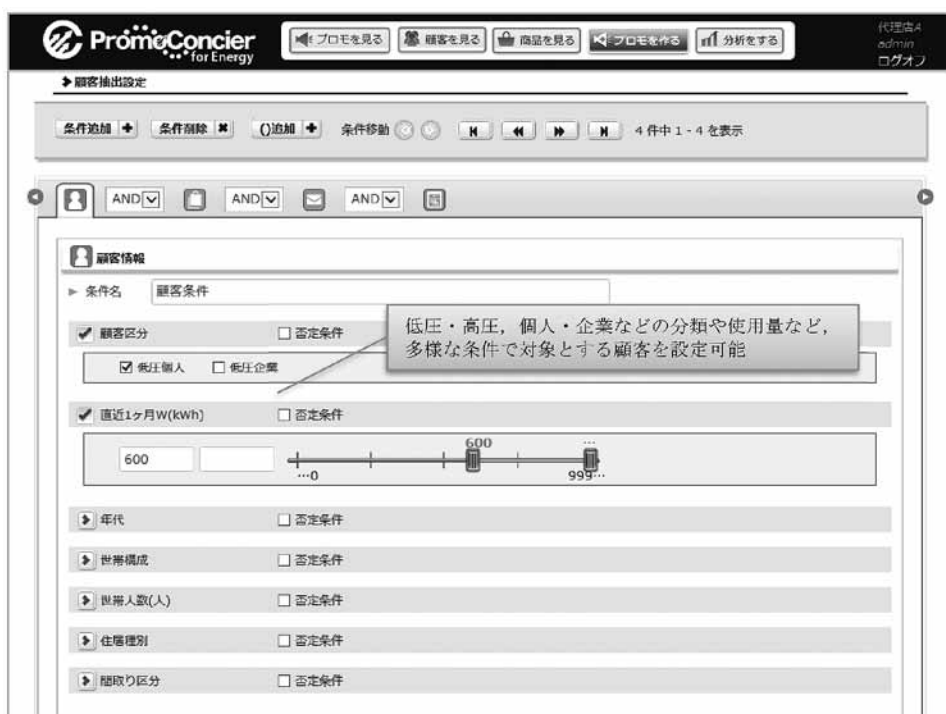 PromoConcier
for Energy
プロモを見る 顧客を見る 商品を見る プロモを作る 分析をする
代理店A
admin
ログオフ
顧客抽出設定
条件追加 条件削除 ()追加 条件移動 4 件中 1 - 4 を表示
AND AND AND
顧客情報
条件名 顧客条件
顧客区分 否定条件
低圧個人 低圧企業
低圧・高圧，個人・企業などの分類や使用量など，
多様な条件で対象とする顧客を設定可能
直近1ヶ月W(kWh) 否定条件
600 600 …
…0 999…
年代 否定条件
世帯構成 否定条件
世帯人数(人) 否定条件
住居種別 否定条件
間取り区分 否定条件